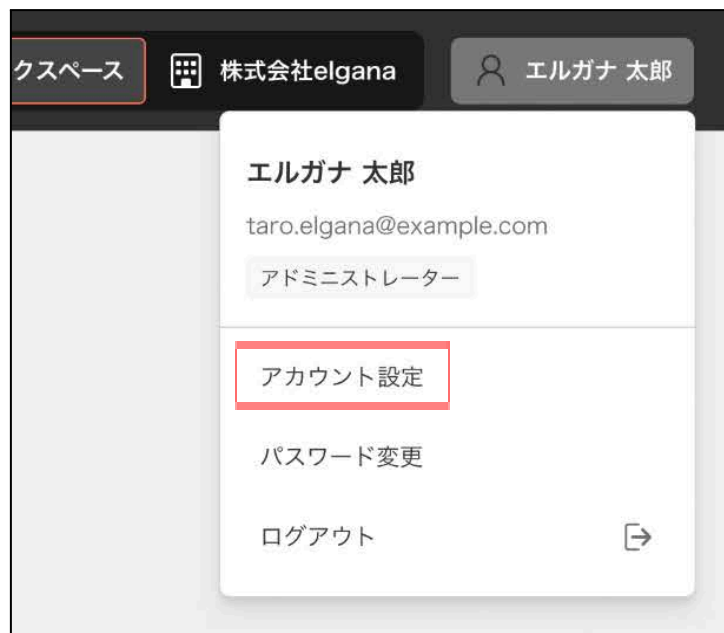 クスペース
株式会社elgana
エルガナ 太郎
エルガナ 太郎
taro.elgana@example.com
アドミニストレーター
アカウント設定
パスワード変更
ログアウト